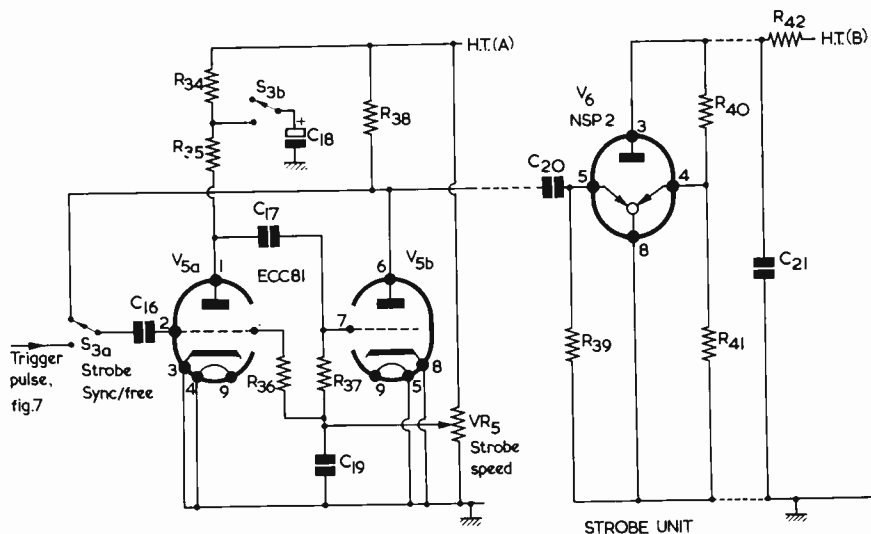 H.T.(A)
R42
H.T.(B)
R34
S3b
+
C18
R38
R35
V6
NSP2
3
R40
C20
5
4
8
C17
V5a
1
ECC81
6
V5b
C21
C16
2
7
S3a
Strobe
Sync/free
Trigger
pulse,
fig.7
3
4
9
R36
R37
9
5
8
R39
R41
VR5
Strobe
speed
C19
STROBE UNIT